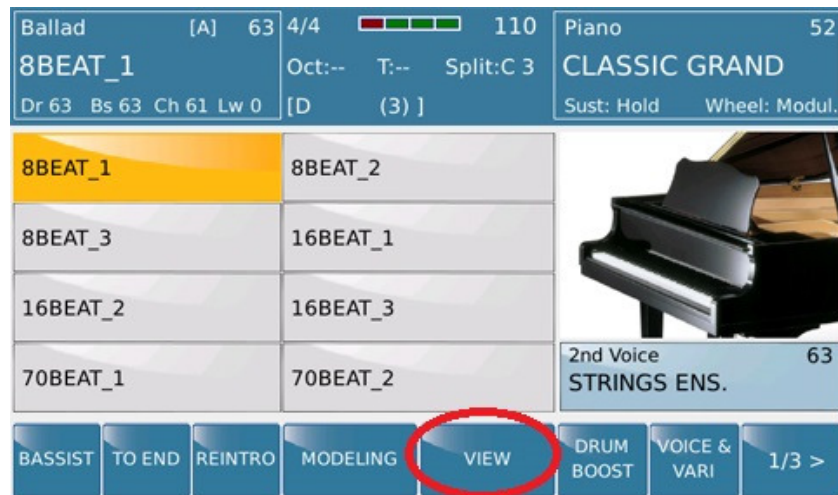 Ballad [A] 63
8BEAT_1
Dr 63 Bs 63 Ch 61 Lw 0
4/4 110
Oct:-- T:-- Split:C 3
[D (3) ]
Piano 52
CLASSIC GRAND
Sust: Hold Wheel: Modul.
8BEAT_1 8BEAT_2
8BEAT_3 16BEAT_1
16BEAT_2 16BEAT_3
70BEAT_1 70BEAT_2
2nd Voice 63
STRINGS ENS.
BASSIST
TO END
REINTRO
MODELING
VIEW
DRUM
BOOST
VOICE &
VARI
1/3 >